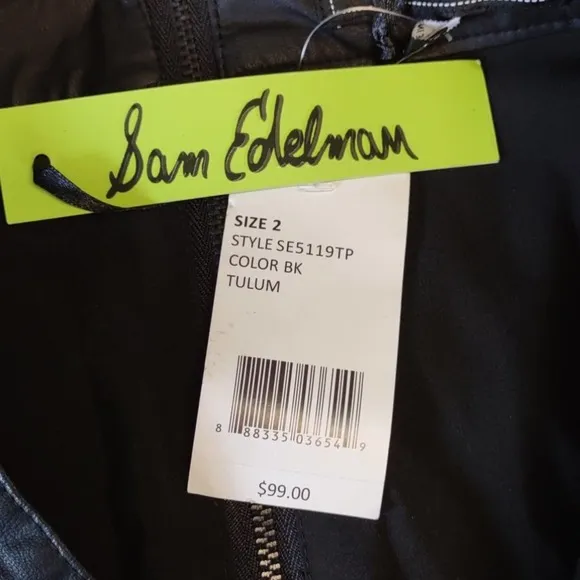 Sam Edelman
SIZE 2
STYLE SE5119TP
COLOR BK
TULUM
8 88335 03654 9
$99.00